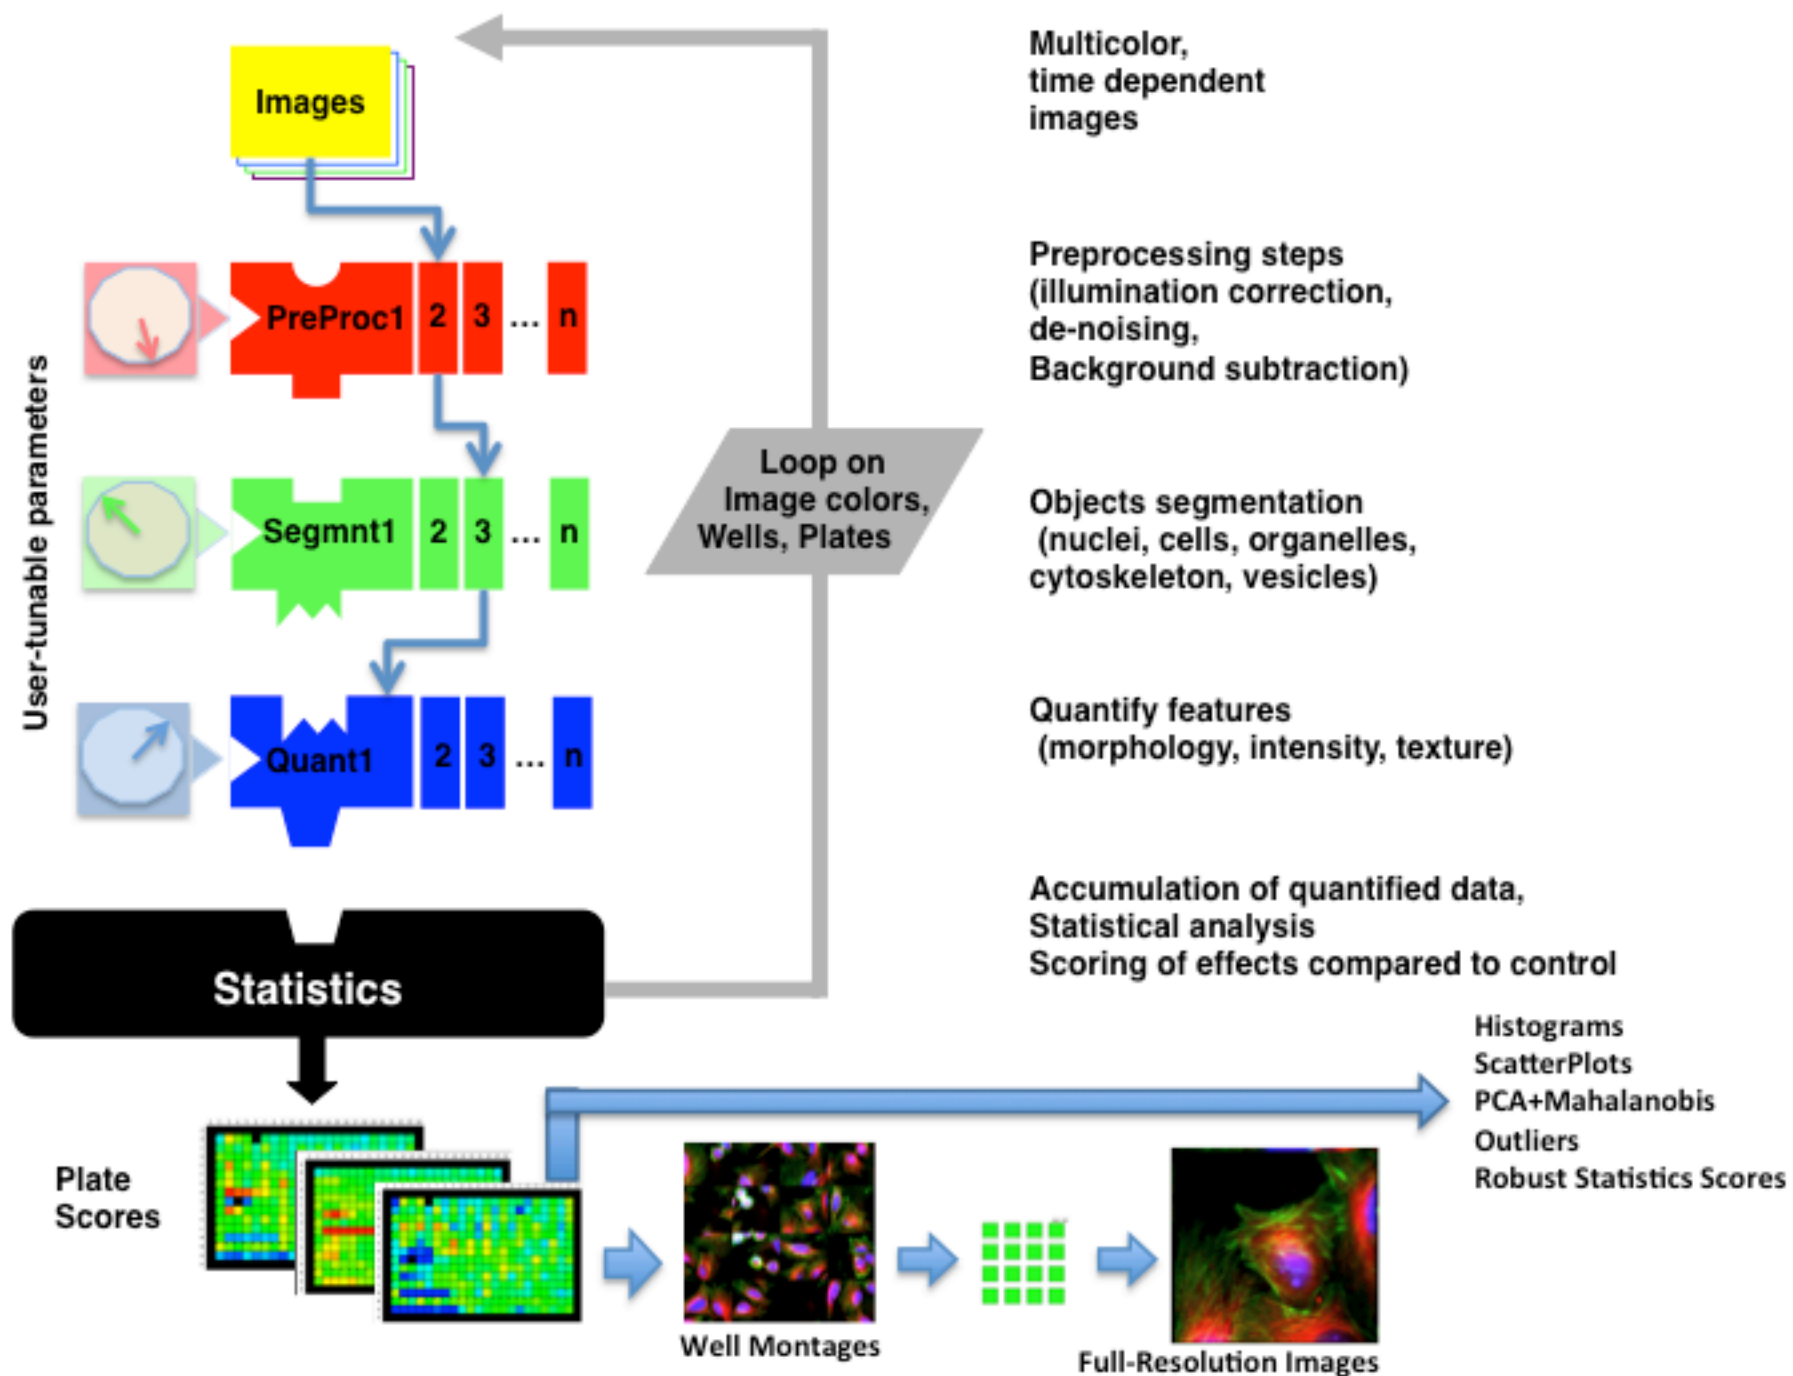 Images
Multicolor,
time dependent
images
User-tunable parameters
PreProc1 2 3 ... n
Preprocessing steps
(illumination correction,
de-noising,
Background subtraction)
Loop on
Image colors,
Wells, Plates
Segmnt1 2 3 ... n
Objects segmentation
(nuclei, cells, organelles,
cytoskeleton, vesicles)
Quant1 2 3 ... n
Quantify features
(morphology, intensity, texture)
Statistics
Accumulation of quantified data,
Statistical analysis
Scoring of effects compared to control
Histograms
ScatterPlots
PCA+Mahalanobis
Outliers
Robust Statistics Scores
Plate
Scores
Well Montages
Full-Resolution Images